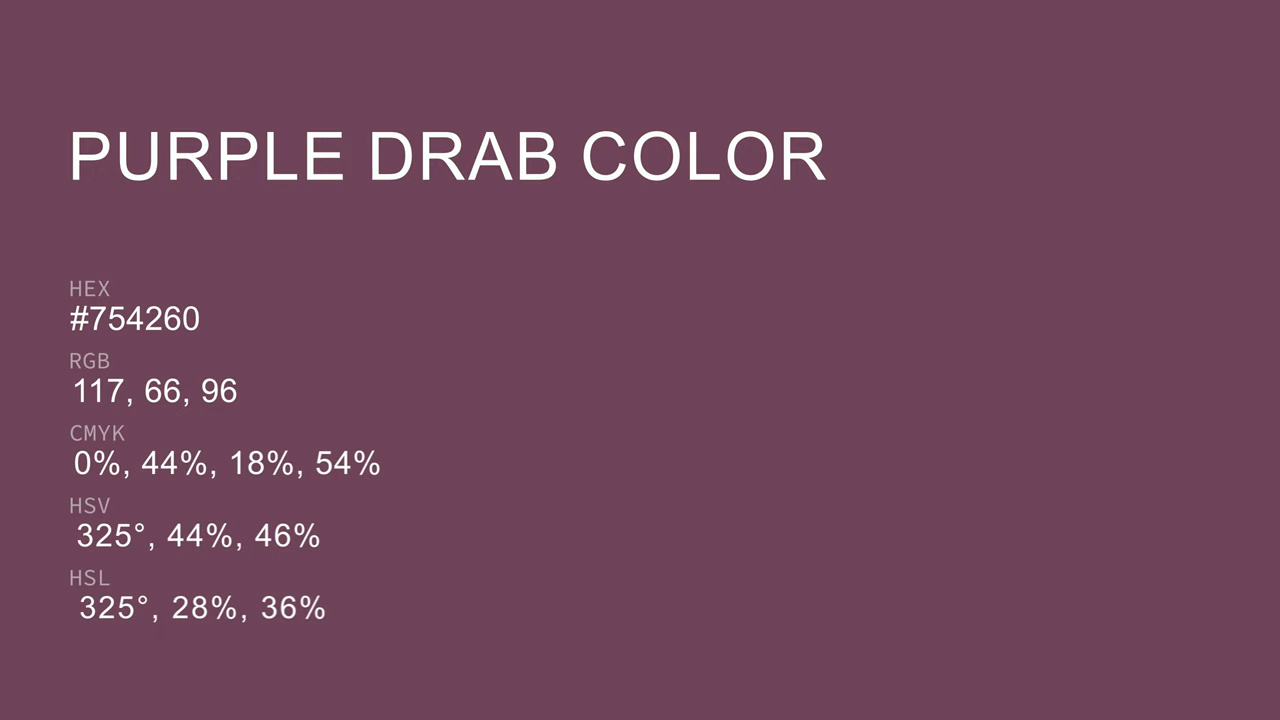 PURPLE DRAB COLOR
HEX
#754260
RGB
117, 66, 96
CMYK
0%, 44%, 18%, 54%
HSV
325°, 44%, 46%
HSL
325°, 28%, 36%